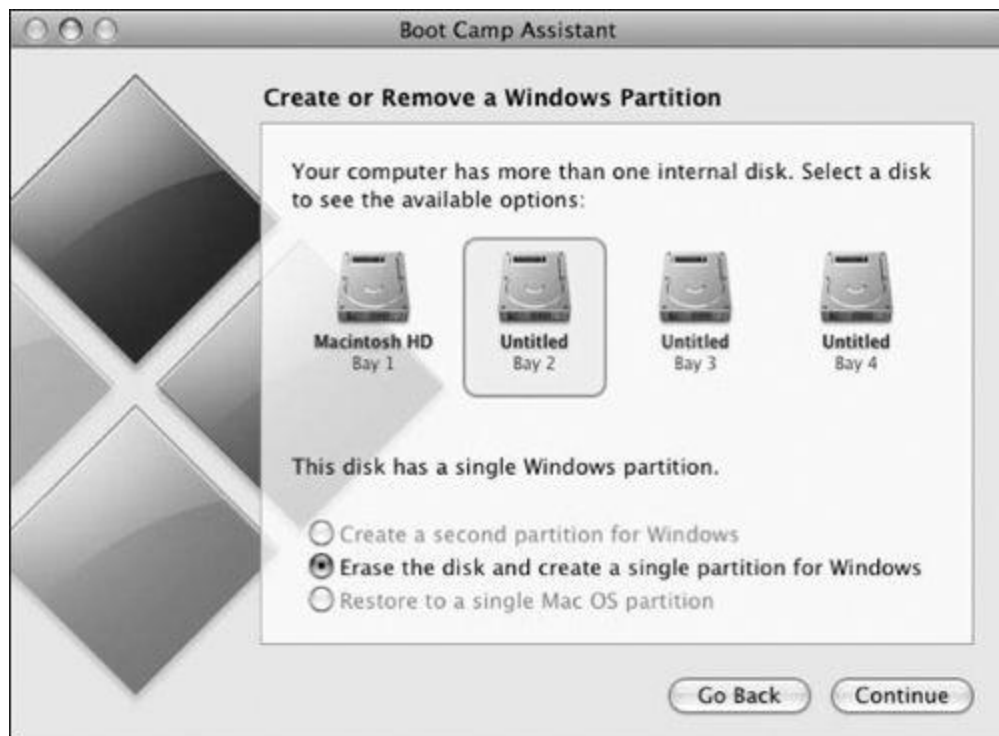 Boot Camp Assistant
Create or Remove a Windows Partition
Your computer has more than one internal disk. Select a disk
to see the available options:
Macintosh HD
Bay 1
Untitled
Bay 2
Untitled
Bay 3
Untitled
Bay 4
This disk has a single Windows partition.
Create a second partition for Windows
Erase the disk and create a single partition for Windows
Restore to a single Mac OS partition
Go Back
Continue